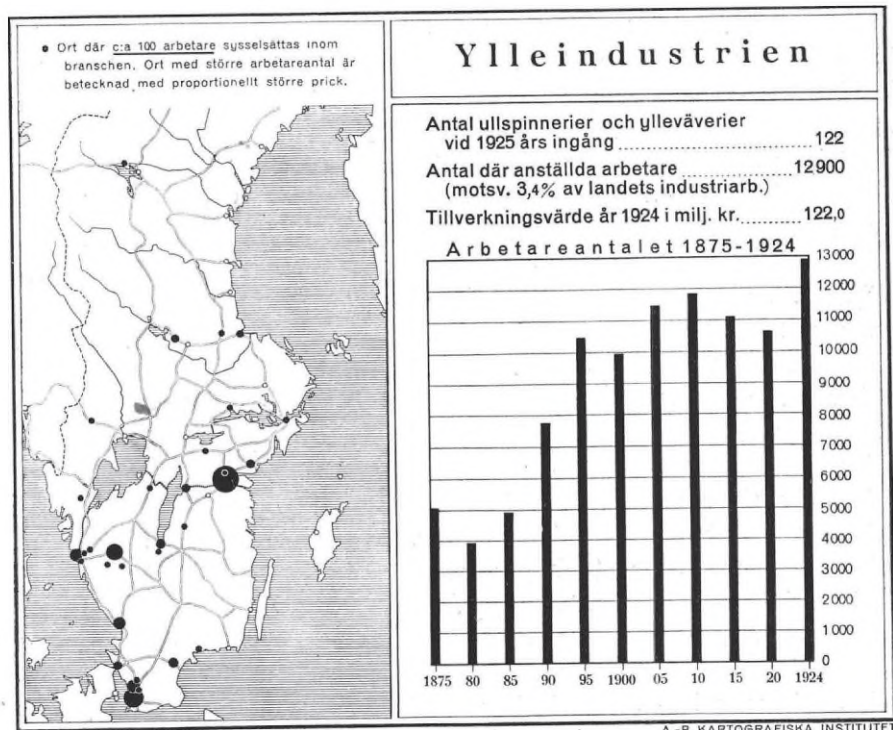 Ort där c:a 100 arbetare sysselsättas inom
branschen. Ort med större arbetareantal är
betecknad med proportionellt större prick.
Ylleindustrien
Antal ullspinnerier och ylleväverier
vid 1925 års ingång ........ 122
Antal där anställda arbetare ........ 12900
(motsv. 3,4% av landets industriarb.)
Tillverkningsvärde år 1924 i milj. kr. ........ 122,0
Arbetareantalet 1875-1924
13000
12000
11000
10000
9000
8000
7000
6000
5000
4000
3000
2000
1000
0
1875 80 85 90 95 1900 05 10 15 20 1924
A.-B. KARTOGRAFISKA INSTITUTET